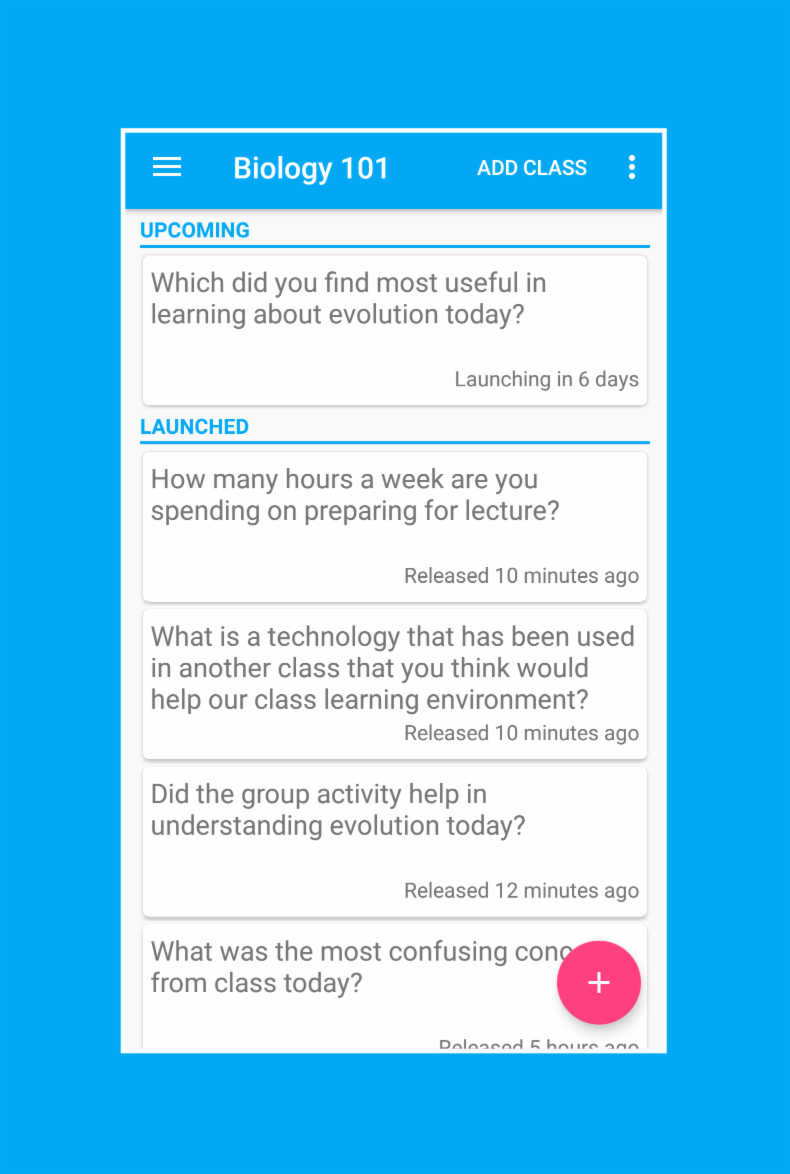 Biology 101 ADD CLASS
UPCOMING
Which did you find most useful in
learning about evolution today?
Launching in 6 days
LAUNCHED
How many hours a week are you
spending on preparing for lecture?
Released 10 minutes ago
What is a technology that has been used
in another class that you think would
help our class learning environment?
Released 10 minutes ago
Did the group activity help in
understanding evolution today?
Released 12 minutes ago
What was the most confusing
from class today?
Released 5 hours ago